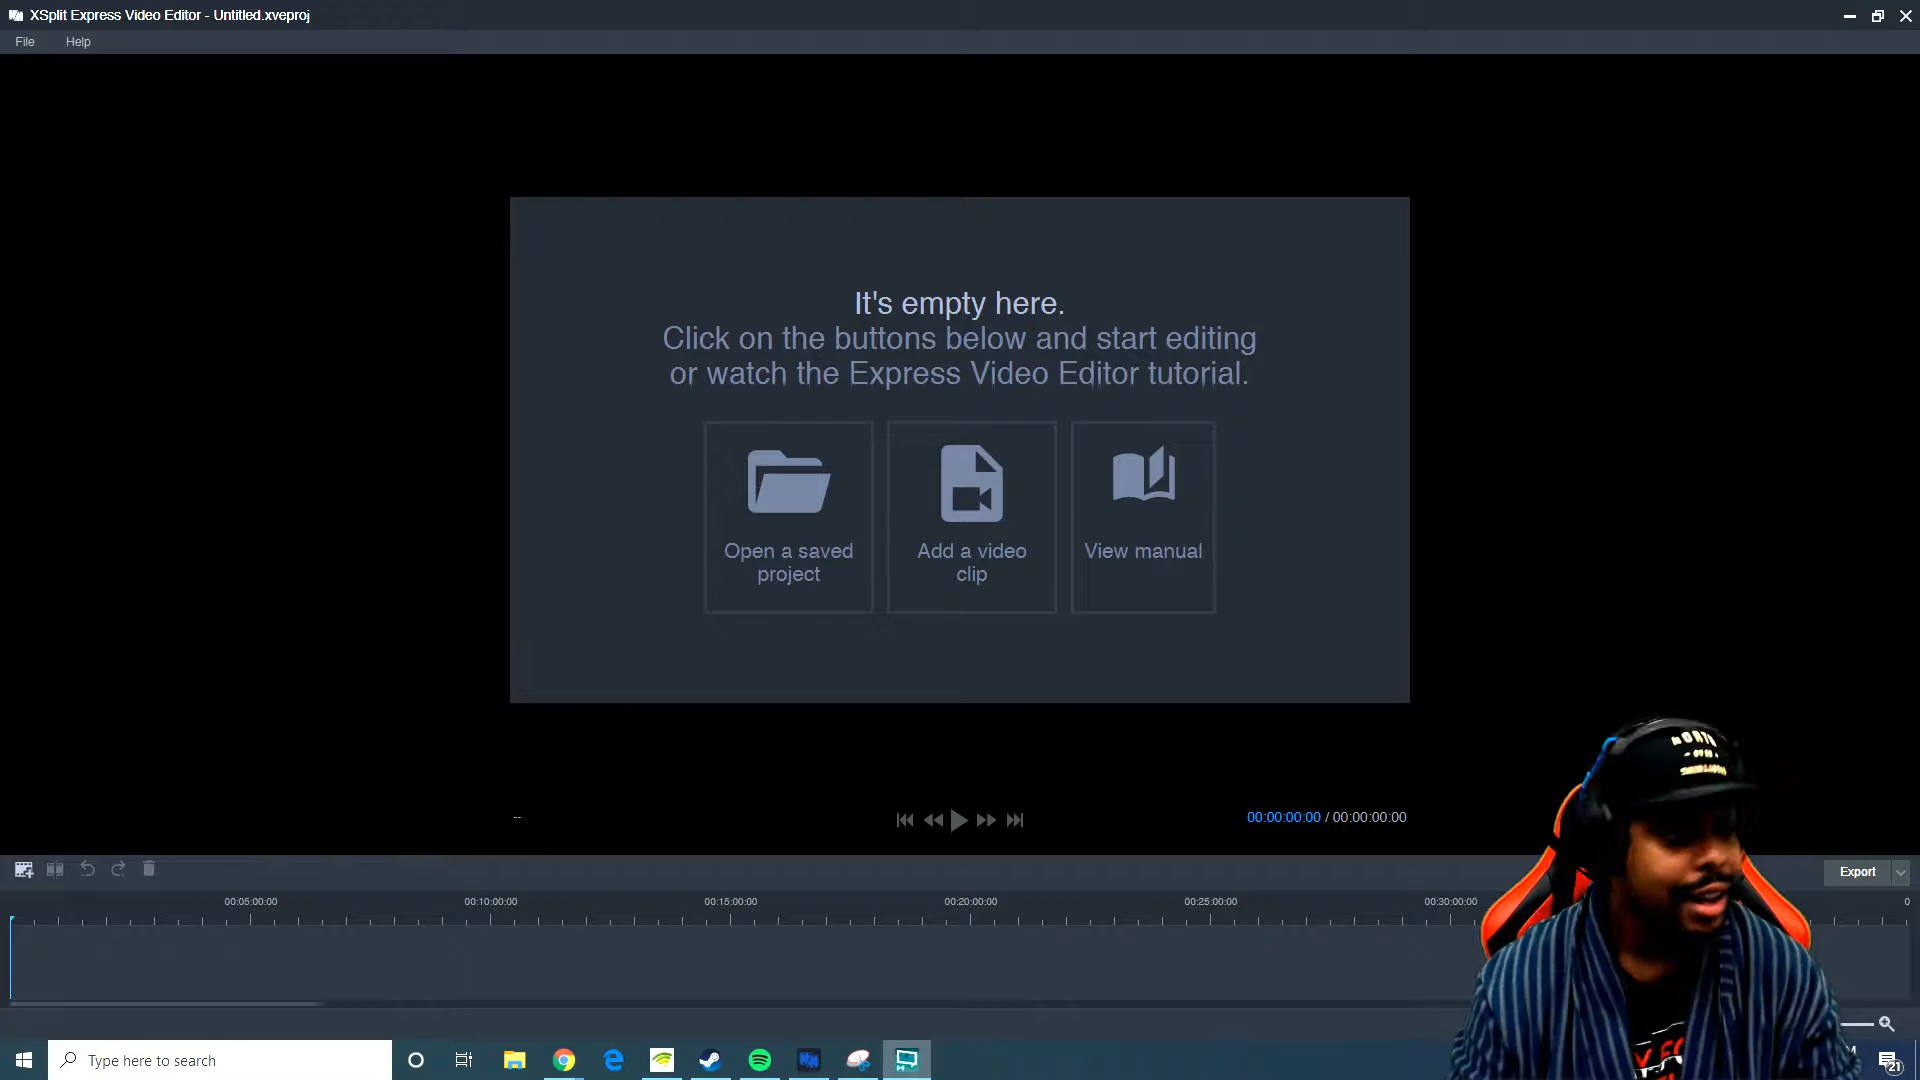 XSplit Express Video Editor - Untitled.xveproj
File Help
It's empty here.
Click on the buttons below and start editing
or watch the Express Video Editor tutorial.
Open a saved
project
Add a video
clip
View manual
--
00:00:00:00 / 00:00:00:00
Export
00:05:00:00 00:10:00:00 00:15:00:00 00:20:00:00 00:25:00:00 00:30:00:00 0
NORTH
Type here to search
21